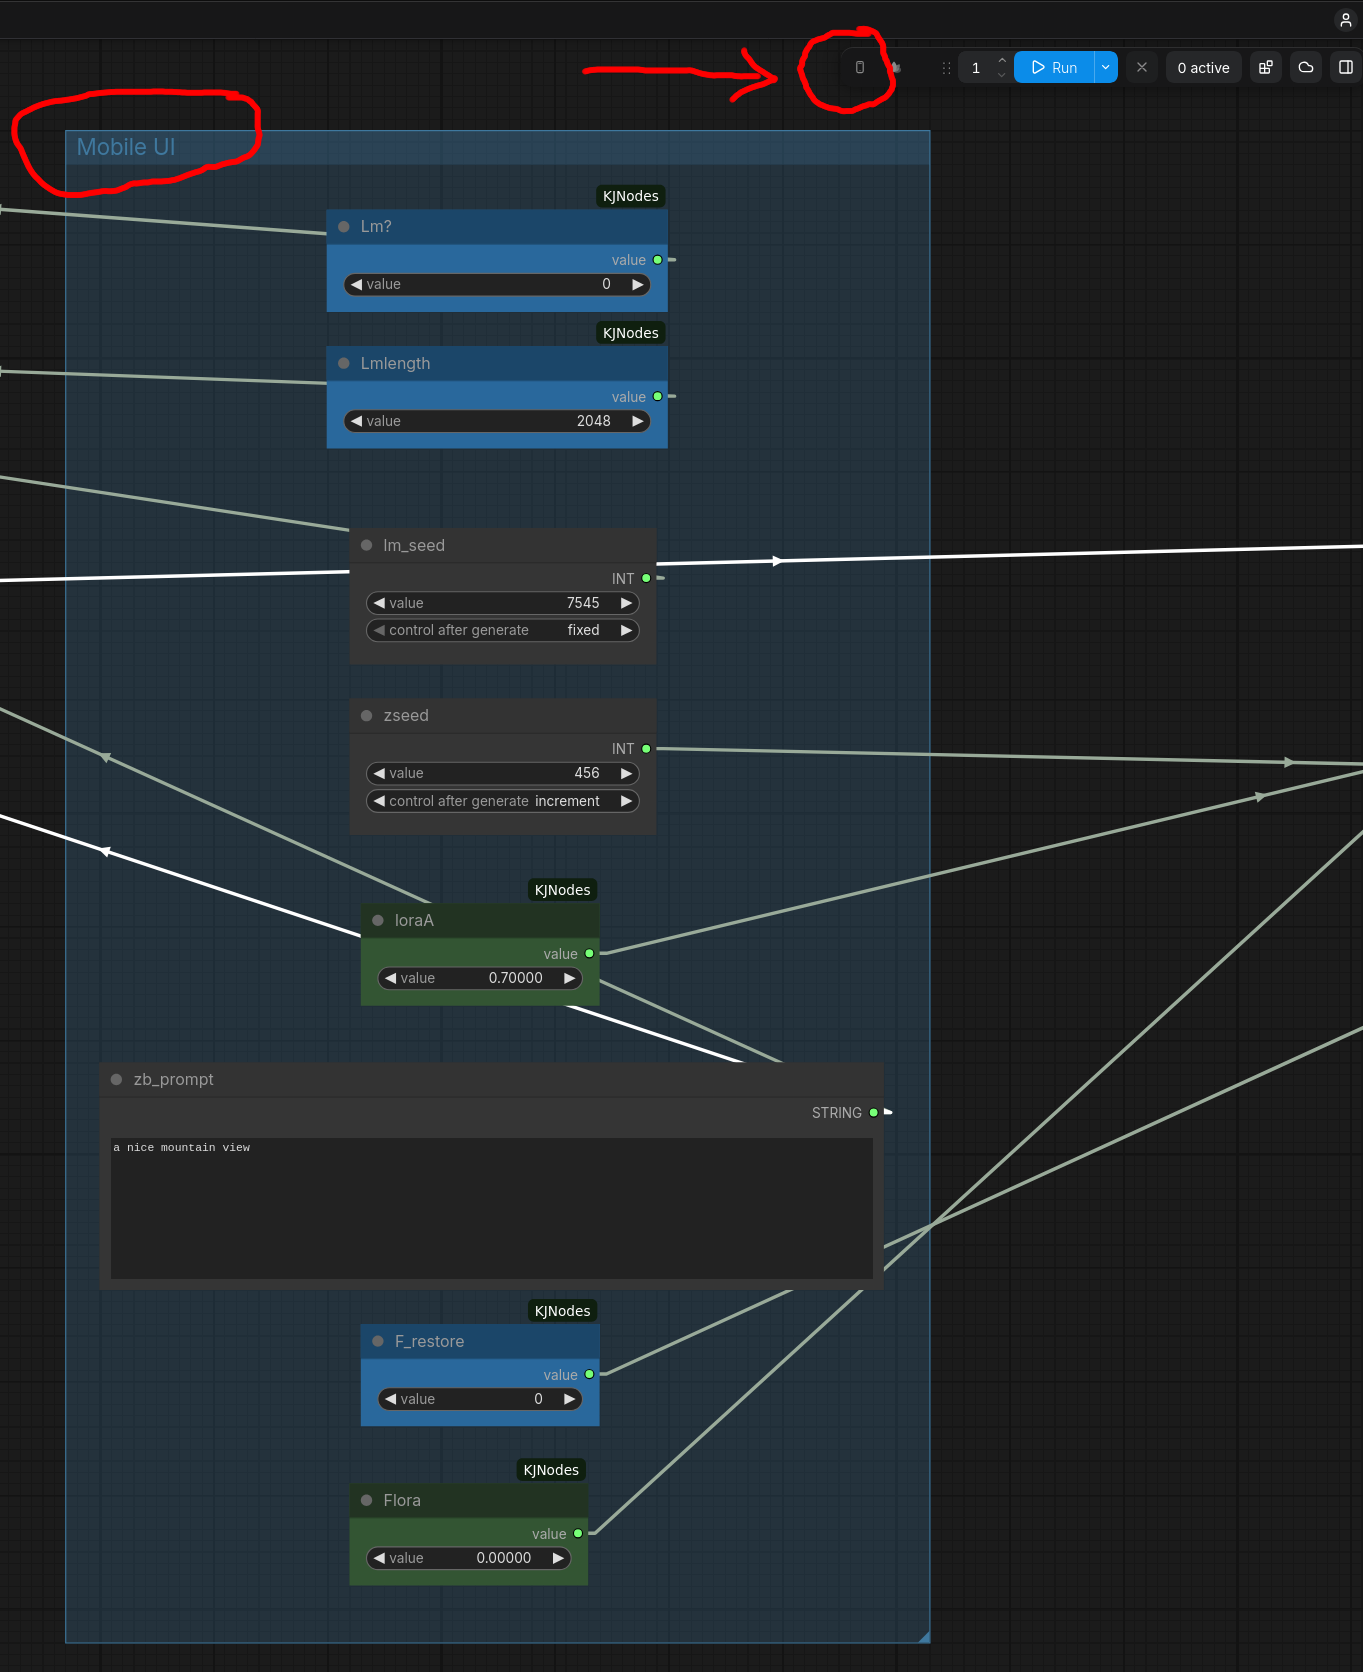 1
Run
0 active
Mobile UI
KJNodes
Lm?
value
value 0
KJNodes
Lmlength
value
value 2048
lm_seed
INT
value 7545
control after generate fixed
zseed
INT
value 456
control after generate increment
KJNodes
loraA
value
value 0.70000
zb_prompt
STRING
a nice mountain view
KJNodes
F_restore
value
value 0
KJNodes
Flora
value
value 0.00000